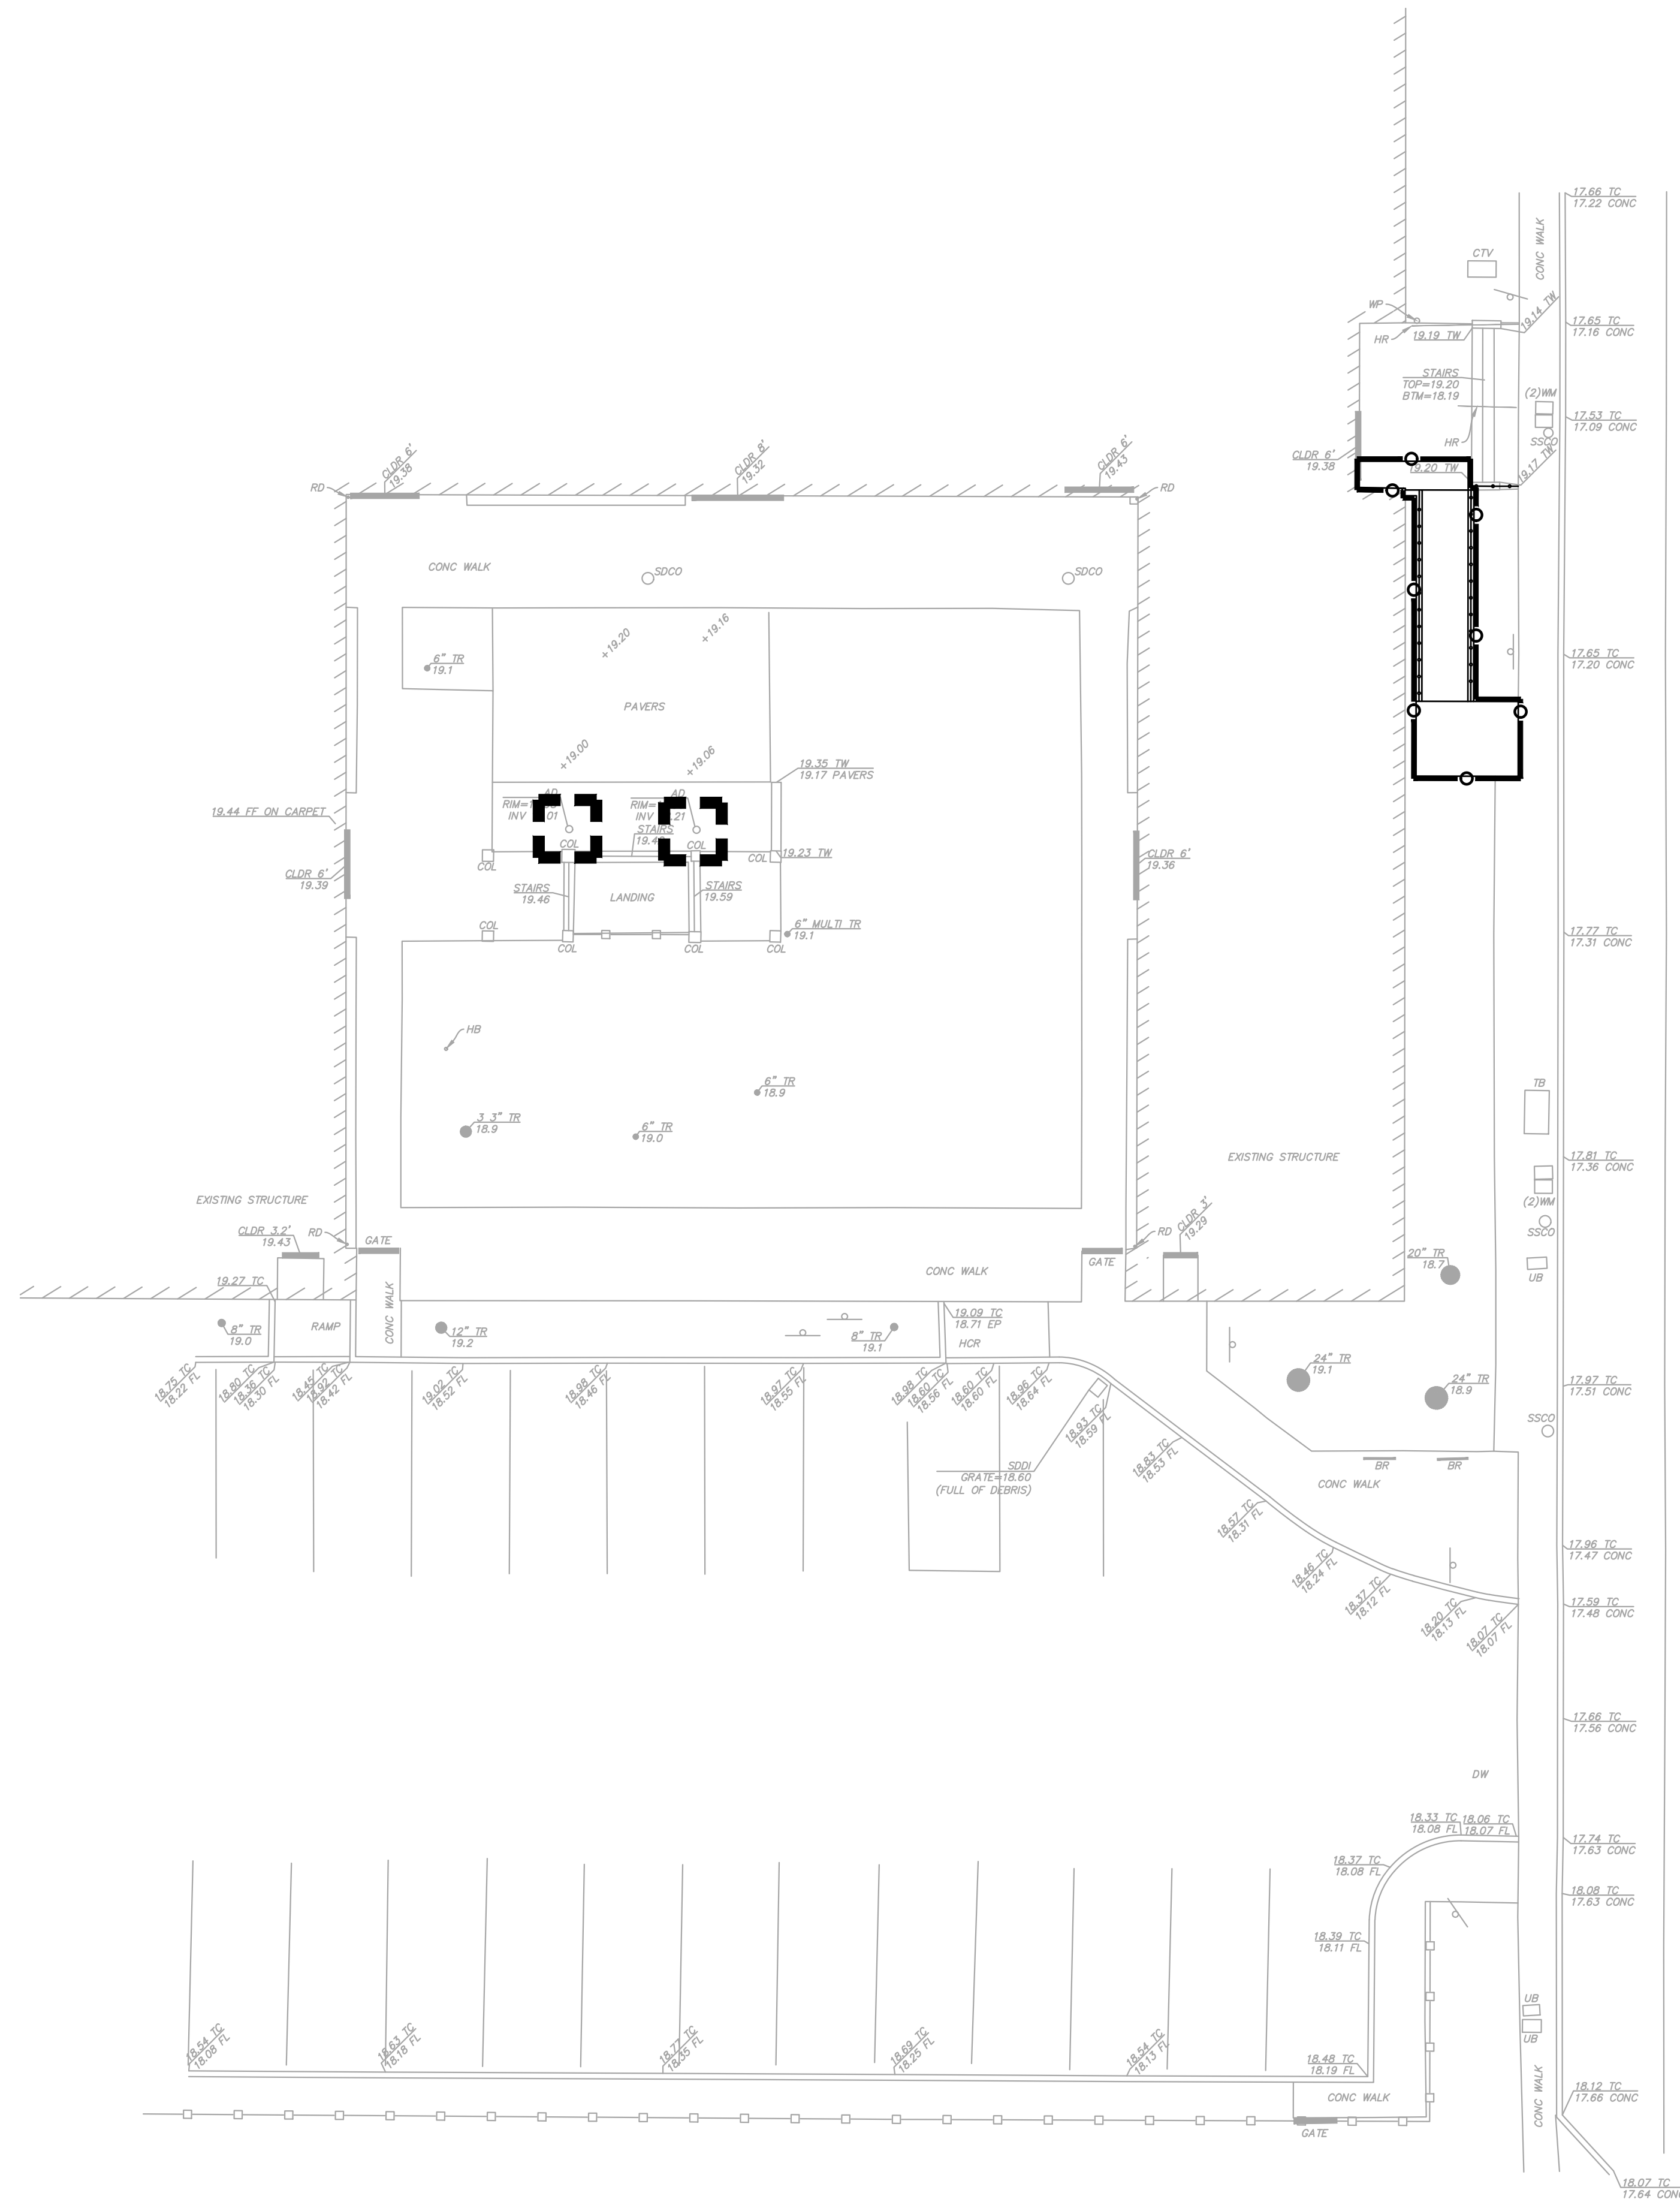 17.66 TC
17.22 CONC
CONC WALK
CTV
WP
HR
19.19 TW
19.14 TW
17.65 TC
17.16 CONC
STAIRS
TOP=19.20
BTM=18.19
(2)WM
17.53 TC
17.09 CONC
HR
SSCO
CLDR 6'
19.38
19.20 TW
19.17 TW
CLDR 6'
19.38
CLDR 8'
19.32
CLDR 6'
19.43
RD
RD
CONC WALK
SDCO
SDCO
+19.20
+19.16
6" TR
19.1
17.65 TC
17.20 CONC
PAVERS
+19.00
+19.06
19.35 TW
19.17 PAVERS
AD
RIM=
INV 01
AD
RIM=
INV .21
STAIRS
19.4
19.44 FF ON CARPET
COL
COL
COL
COL
19.23 TW
CLDR 6'
19.39
CLDR 6'
19.36
STAIRS
19.46
LANDING
STAIRS
19.59
COL
COL
COL
COL
6" MULTI TR
19.1
17.77 TC
17.31 CONC
HB
6" TR
18.9
3 3" TR
18.9
6" TR
19.0
TB
EXISTING STRUCTURE
17.81 TC
17.36 CONC
(2)WM
SSCO
EXISTING STRUCTURE
CLDR 3.2'
19.43
RD
GATE
RD
CLDR 3'
19.29
GATE
20" TR
18.7
UB
19.27 TC
CONC WALK
CONC WALK
8" TR
19.0
RAMP
12" TR
19.2
8" TR
19.1
19.09 TC
18.71 EP
HCR
24" TR
19.1
24" TR
18.9
17.97 TC
17.51 CONC
18.75 TC
18.22 FL
18.80 TC
18.36 TC
18.30 FL
18.45 TC
18.92 TC
18.42 FL
19.02 TC
18.52 FL
18.98 TC
18.46 FL
18.97 TC
18.55 FL
18.98 TC
18.60 TC
18.56 FL
18.60 TC
18.60 FL
18.96 TC
18.64 FL
18.93 TC
18.59 FL
SSCO
18.83 TC
18.53 FL
SDDI
GRATE=18.60
(FULL OF DEBRIS)
BR
BR
CONC WALK
18.57 TC
18.31 FL
17.96 TC
17.47 CONC
18.46 TC
18.24 FL
18.37 TC
18.12 FL
18.20 TC
18.13 FL
18.07 TC
18.07 FL
17.59 TC
17.48 CONC
17.66 TC
17.56 CONC
DW
18.33 TC
18.08 FL
18.06 TC
18.07 FL
17.74 TC
17.63 CONC
18.37 TC
18.08 FL
18.08 TC
17.63 CONC
18.39 TC
18.11 FL
UB
UB
18.54 TC
18.08 FL
18.63 TC
18.18 FL
18.77 TC
18.35 FL
18.69 TC
18.25 FL
18.54 TC
18.13 FL
18.48 TC
18.19 FL
CONC WALK
CONC WALK
18.12 TC
17.66 CONC
GATE
18.07 TC
17.64 CONC